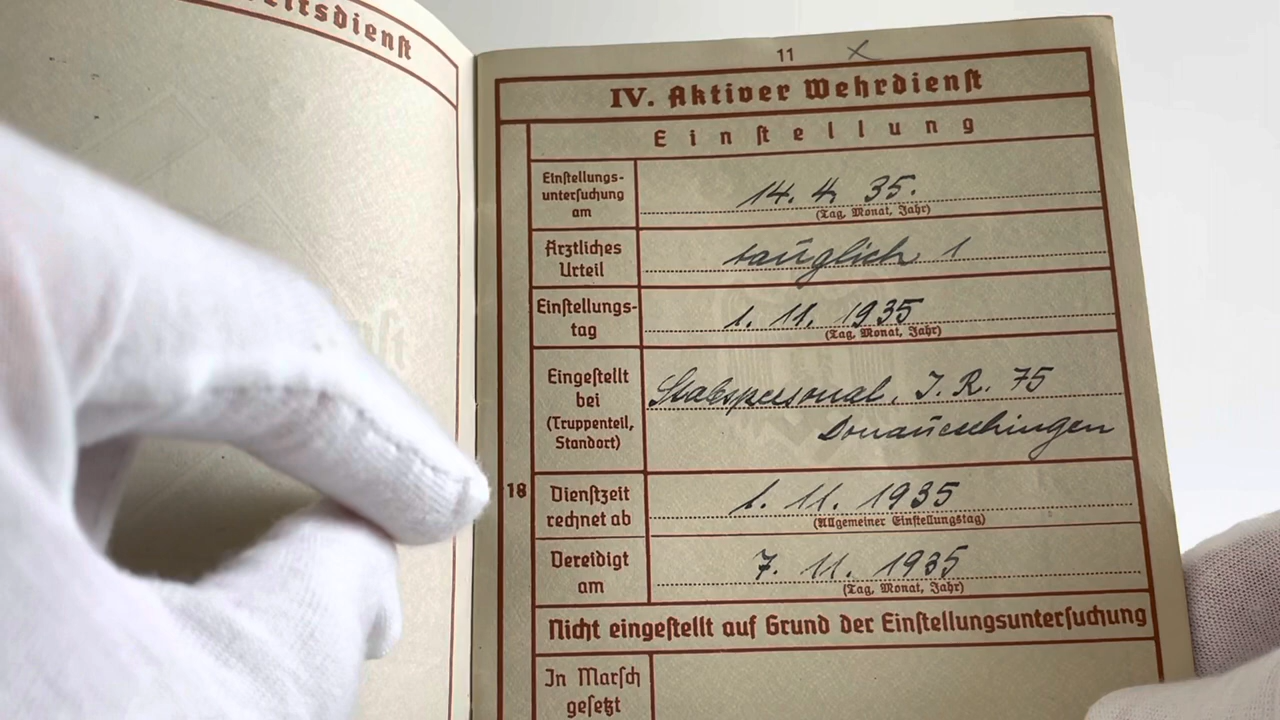 eitsdienst
11 x
IV. Aktiver Wehrdienst
Einstellung
Einstellungs-
untersuchung
am
14. 4. 35.
(Tag, Monat, Jahr)
Ärztliches
Urteil
tauglich 1
Einstellungs-
tag
1. 11. 1935
(Tag, Monat, Jahr)
Eingestellt
bei
(Truppenteil,
Standort)
Stabspersonal, I. R. 75
Donaueschingen
18
Dienstzeit
rechnet ab
1. 11. 1935
(Allgemeiner Einstellungstag)
Vereidigt
am
7. 11. 1935
(Tag, Monat, Jahr)
Nicht eingestellt auf Grund der Einstellungsuntersuchung
In Marsch
gesetzt